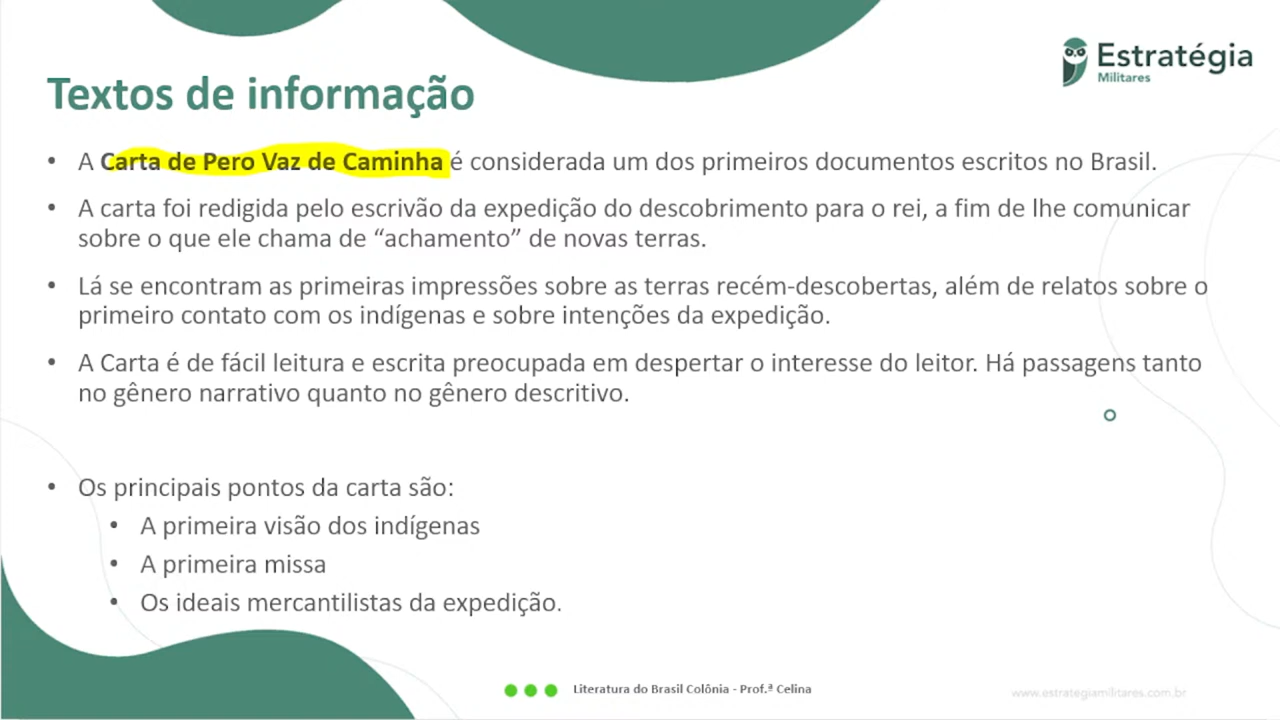 Estratégia
Militares
Textos de informação
• A Carta de Pero Vaz de Caminha é considerada um dos primeiros documentos escritos no Brasil.
• A carta foi redigida pelo escrivão da expedição do descobrimento para o rei, a fim de lhe comunicar
sobre o que ele chama de “achamento” de novas terras.
• Lá se encontram as primeiras impressões sobre as terras recém-descobertas, além de relatos sobre o
primeiro contato com os indígenas e sobre intenções da expedição.
• A Carta é de fácil leitura e escrita preocupada em despertar o interesse do leitor. Há passagens tanto
no gênero narrativo quanto no gênero descritivo.
• Os principais pontos da carta são:
• A primeira visão dos indígenas
• A primeira missa
• Os ideais mercantilistas da expedição.
Literatura do Brasil Colônia - Prof.ª Celina
www.estrategiamilitares.com.br